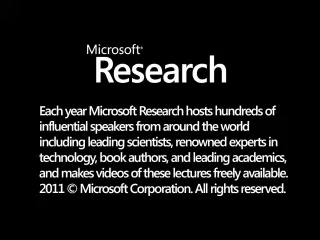 Microsoft®
Research
Each year Microsoft Research hosts hundreds of
influential speakers from around the world
including leading scientists, renowned experts in
technology, book authors, and leading academics,
and makes videos of these lectures freely available.
2011 © Microsoft Corporation. All rights reserved.